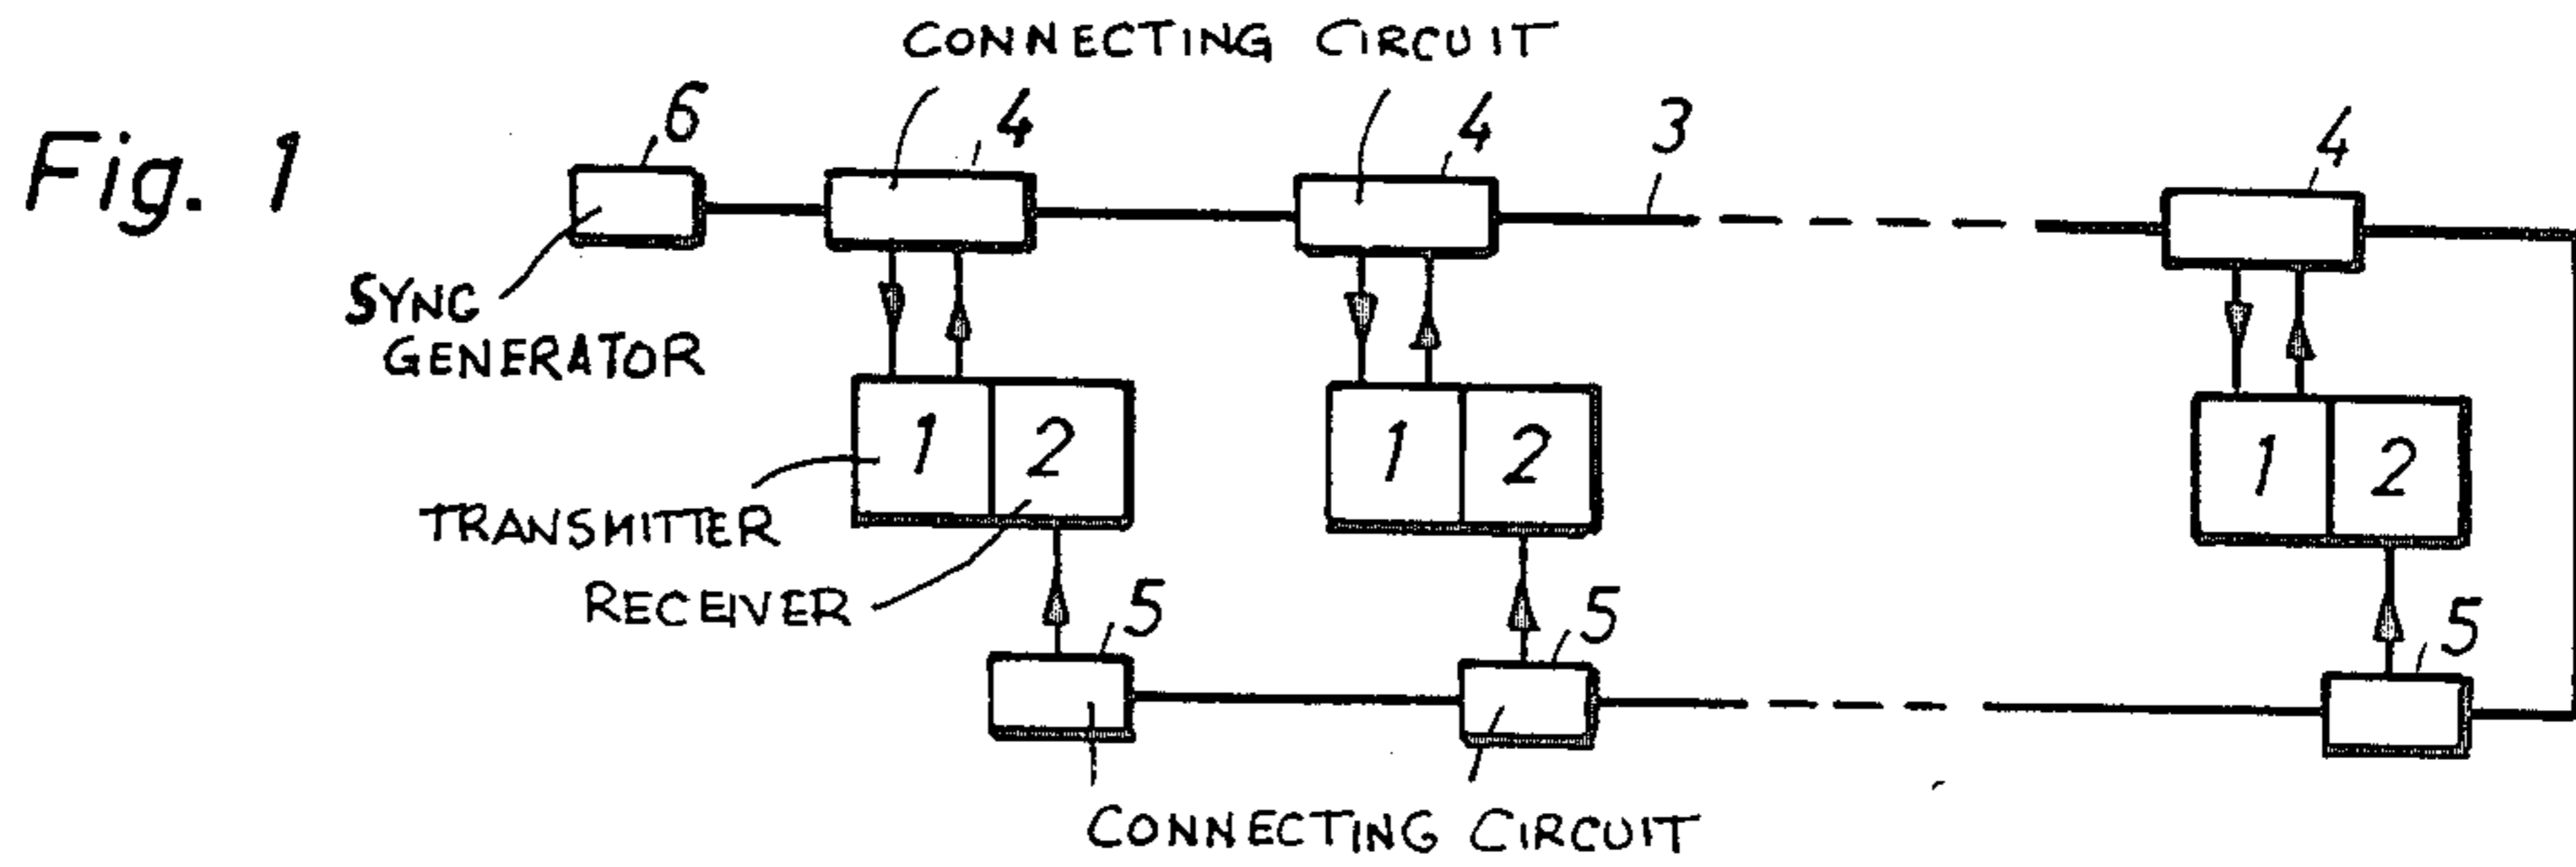 CONNECTING CIRCUIT
Fig. 1
6 4 4 3 4
SYNC
GENERATOR
1 2 1 2 1 2
TRANSMITTER
RECEIVER
5 5 5
CONNECTING CIRCUIT